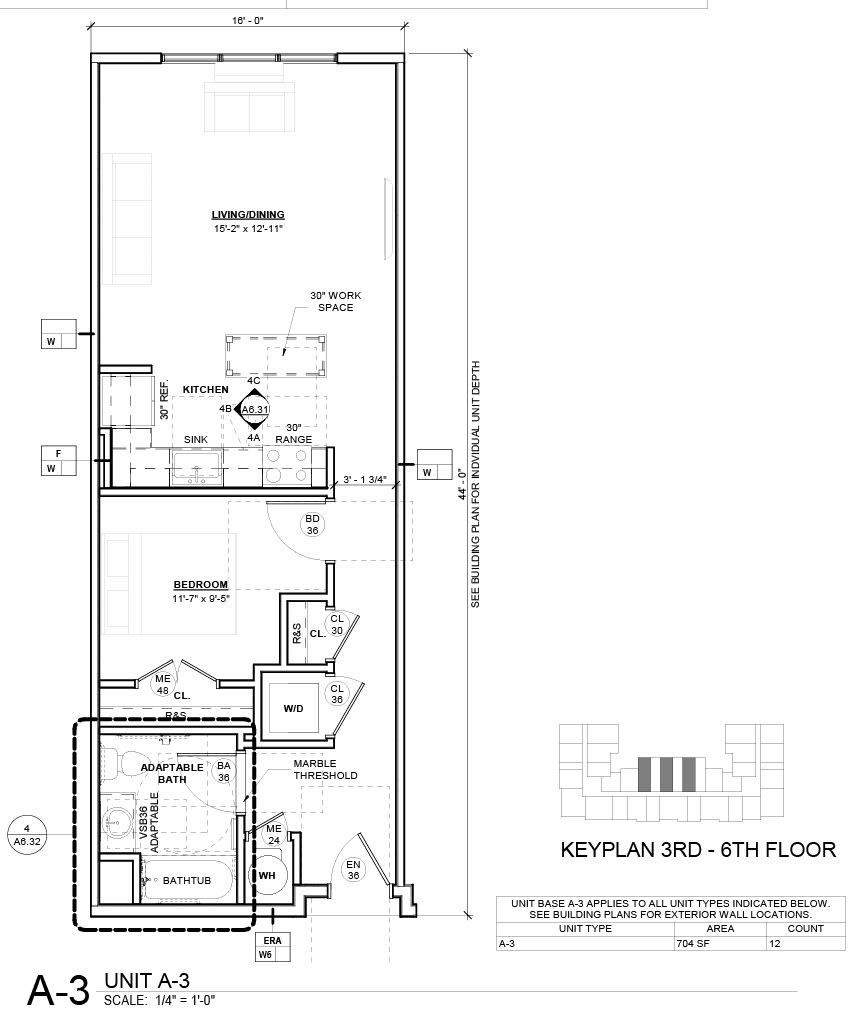 16' - 0"
LIVING/DINING
15'-2" x 12'-11"
30" WORK
SPACE
W
KITCHEN
30" REF.
4C
4B
A6.31
4A
SINK
30"
RANGE
F
W
W
3' - 1 3/4"
44' - 0"
SEE BUILDING PLAN FOR INDVIDUAL UNIT DEPTH
BD
36
BEDROOM
11'-7" x 9'-5"
R&S
CL.
CL
30
ME
48
CL.
R&S
W/D
CL
36
ADAPTABLE
BATH
BA
36
MARBLE
THRESHOLD
VSB36
ADAPTABLE
4
A6.32
ME
24
BATHTUB
WH
EN
36
ERA
W6
KEYPLAN 3RD - 6TH FLOOR
UNIT BASE A-3 APPLIES TO ALL UNIT TYPES INDICATED BELOW.
SEE BUILDING PLANS FOR EXTERIOR WALL LOCATIONS.
UNIT TYPE AREA COUNT
A-3 704 SF 12
A-3
UNIT A-3
SCALE: 1/4" = 1'-0"